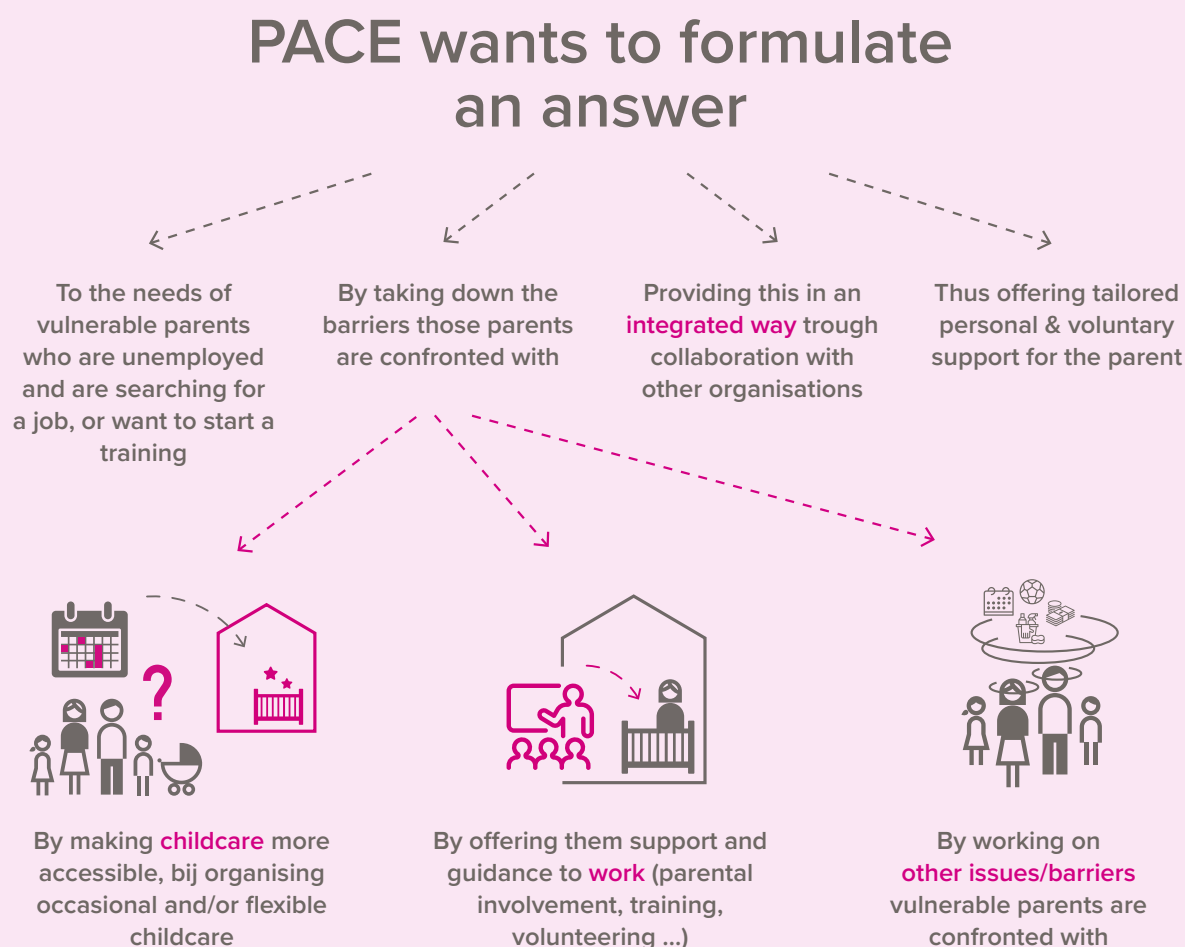 PACE wants to formulate
an answer
To the needs of
vulnerable parents
who are unemployed
and are searching for
a job, or want to start a
training
By taking down the
barriers those parents
are confronted with
Providing this in an
integrated way trough
collaboration with
other organisations
Thus offering tailored
personal & voluntary
support for the parent
?
By making childcare more
accessible, bij organising
occasional and/or flexible
childcare
By offering them support and
guidance to work (parental
involvement, training,
volunteering ...)
By working on
other issues/barriers
vulnerable parents are
confronted with